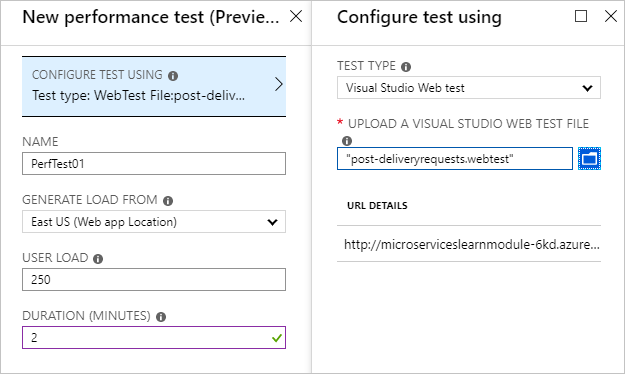 New performance test (Previe...
CONFIGURE TEST USING
Test type: WebTest File:post-deliv...
NAME
PerfTest01
GENERATE LOAD FROM
East US (Web app Location)
USER LOAD
250
DURATION (MINUTES)
2
Configure test using
TEST TYPE
Visual Studio Web test
* UPLOAD A VISUAL STUDIO WEB TEST FILE
"post-deliveryrequests.webtest"
URL DETAILS
http://microserviceslearnmodule-6kd.azure...